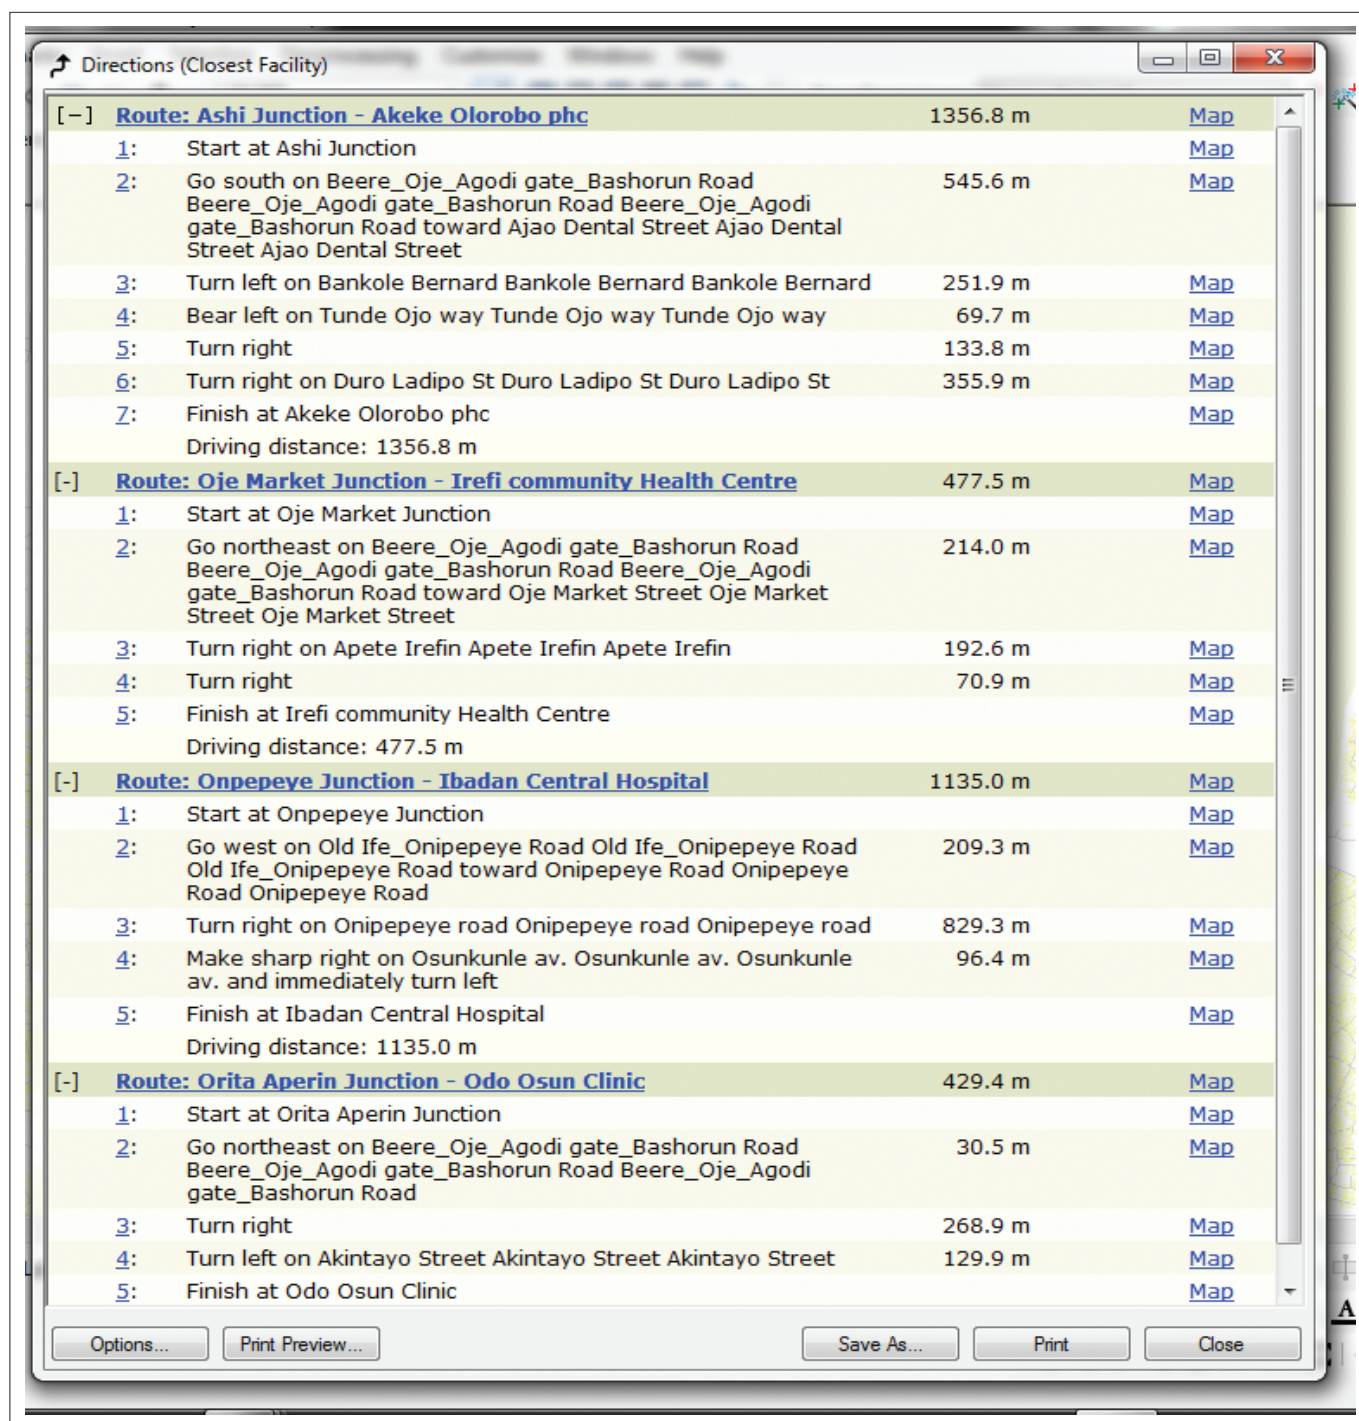 Customize Windows Help
Directions (Closest Facility)
[−] Route: Ashi Junction - Akeke Olorobo phc 1356.8 m Map
1: Start at Ashi Junction Map
2: Go south on Beere_Oje_Agodi gate_Bashorun Road 545.6 m Map
Beere_Oje_Agodi gate_Bashorun Road Beere_Oje_Agodi
gate_Bashorun Road toward Ajao Dental Street Ajao Dental
Street Ajao Dental Street
3: Turn left on Bankole Bernard Bankole Bernard Bankole Bernard 251.9 m Map
4: Bear left on Tunde Ojo way Tunde Ojo way Tunde Ojo way 69.7 m Map
5: Turn right 133.8 m Map
6: Turn right on Duro Ladipo St Duro Ladipo St Duro Ladipo St 355.9 m Map
7: Finish at Akeke Olorobo phc Map
Driving distance: 1356.8 m
[-] Route: Oje Market Junction - Irefi community Health Centre 477.5 m Map
1: Start at Oje Market Junction Map
2: Go northeast on Beere_Oje_Agodi gate_Bashorun Road 214.0 m Map
Beere_Oje_Agodi gate_Bashorun Road Beere_Oje_Agodi
gate_Bashorun Road toward Oje Market Street Oje Market
Street Oje Market Street
3: Turn right on Apete Irefin Apete Irefin Apete Irefin 192.6 m Map
4: Turn right 70.9 m Map
5: Finish at Irefi community Health Centre Map
Driving distance: 477.5 m
[-] Route: Onpepeye Junction - Ibadan Central Hospital 1135.0 m Map
1: Start at Onpepeye Junction Map
2: Go west on Old Ife_Onipepeye Road Old Ife_Onipepeye Road 209.3 m Map
Old Ife_Onipepeye Road toward Onipepeye Road Onipepeye
Road Onipepeye Road
3: Turn right on Onipepeye road Onipepeye road Onipepeye road 829.3 m Map
4: Make sharp right on Osunkunle av. Osunkunle av. Osunkunle 96.4 m Map
av. and immediately turn left
5: Finish at Ibadan Central Hospital Map
Driving distance: 1135.0 m
[-] Route: Orita Aperin Junction - Odo Osun Clinic 429.4 m Map
1: Start at Orita Aperin Junction Map
2: Go northeast on Beere_Oje_Agodi gate_Bashorun Road 30.5 m Map
Beere_Oje_Agodi gate_Bashorun Road Beere_Oje_Agodi
gate_Bashorun Road
3: Turn right 268.9 m Map
4: Turn left on Akintayo Street Akintayo Street Akintayo Street 129.9 m Map
5: Finish at Odo Osun Clinic Map
A
Options... Print Preview... Save As... Print Close